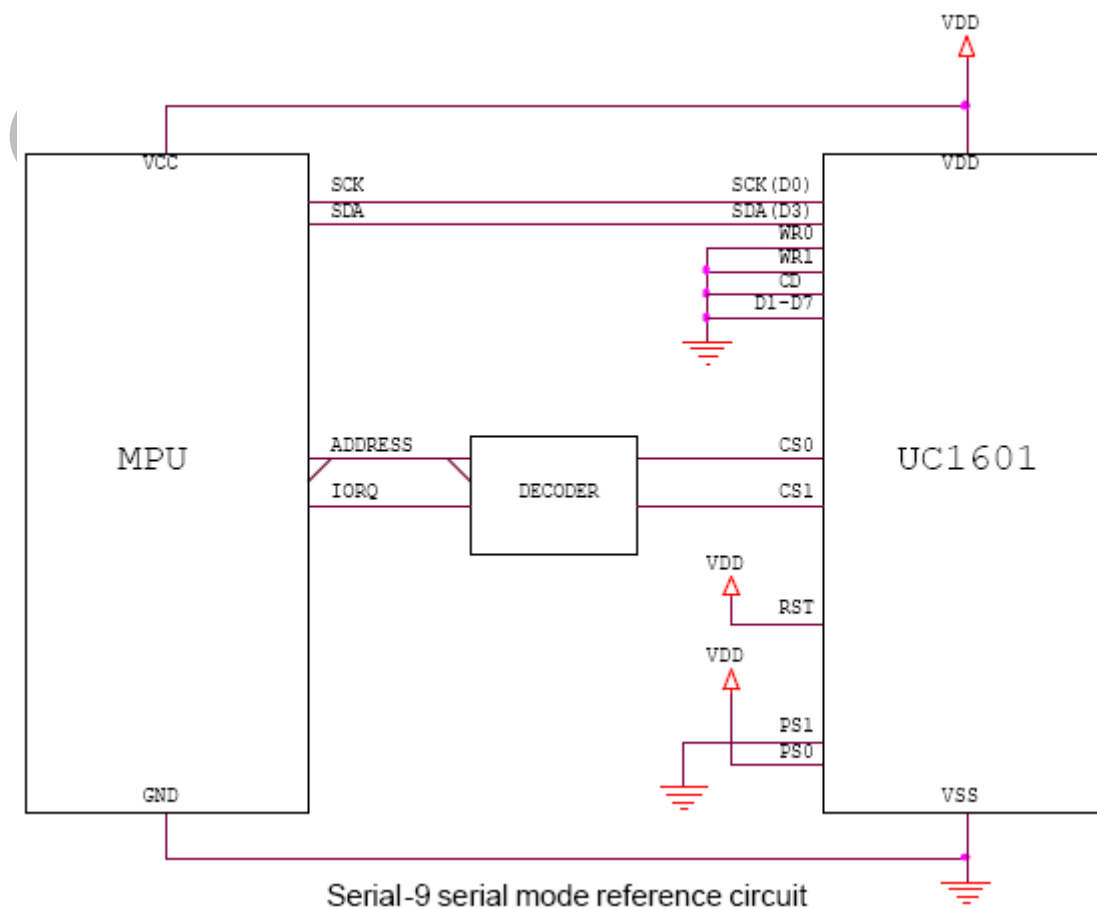 VDD
VCC
VDD
SCK
SCK(D0)
SDA
SDA(D3)
WR0
WR1
CD
D1-D7
MPU
ADDRESS
IORQ
DECODER
CS0
CS1
UC1601
VDD
RST
VDD
PS1
PS0
GND
VSS
Serial-9 serial mode reference circuit